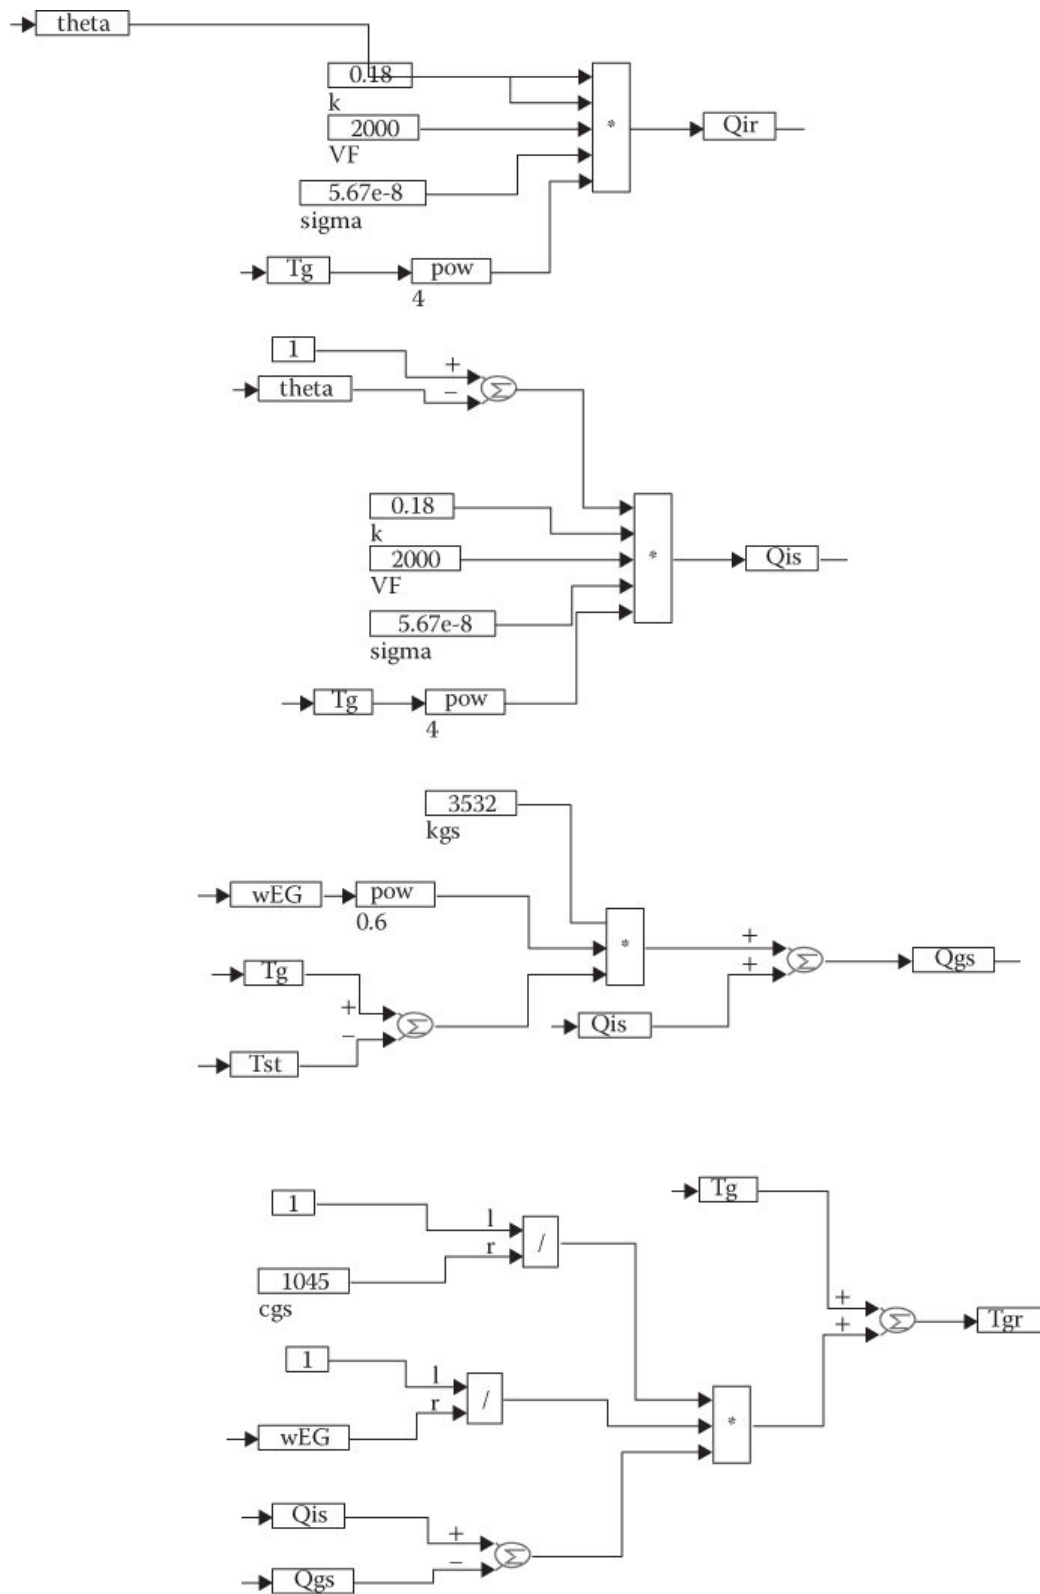 theta
0.18
k
2000
VF
*
Qir
5.67e-8
sigma
Tg
pow
4
1
+
theta
−
Σ
0.18
k
2000
VF
*
Qis
5.67e-8
sigma
Tg
pow
4
3532
kgs
wEG
pow
0.6
*
+
Tg
+
Σ
Qgs
+
−
Σ
Qis
Tst
Tg
1
l
r
/
1045
cgs
+
+
Σ
Tgr
1
l
r
/
*
wEG
Qis
+
−
Σ
Qgs